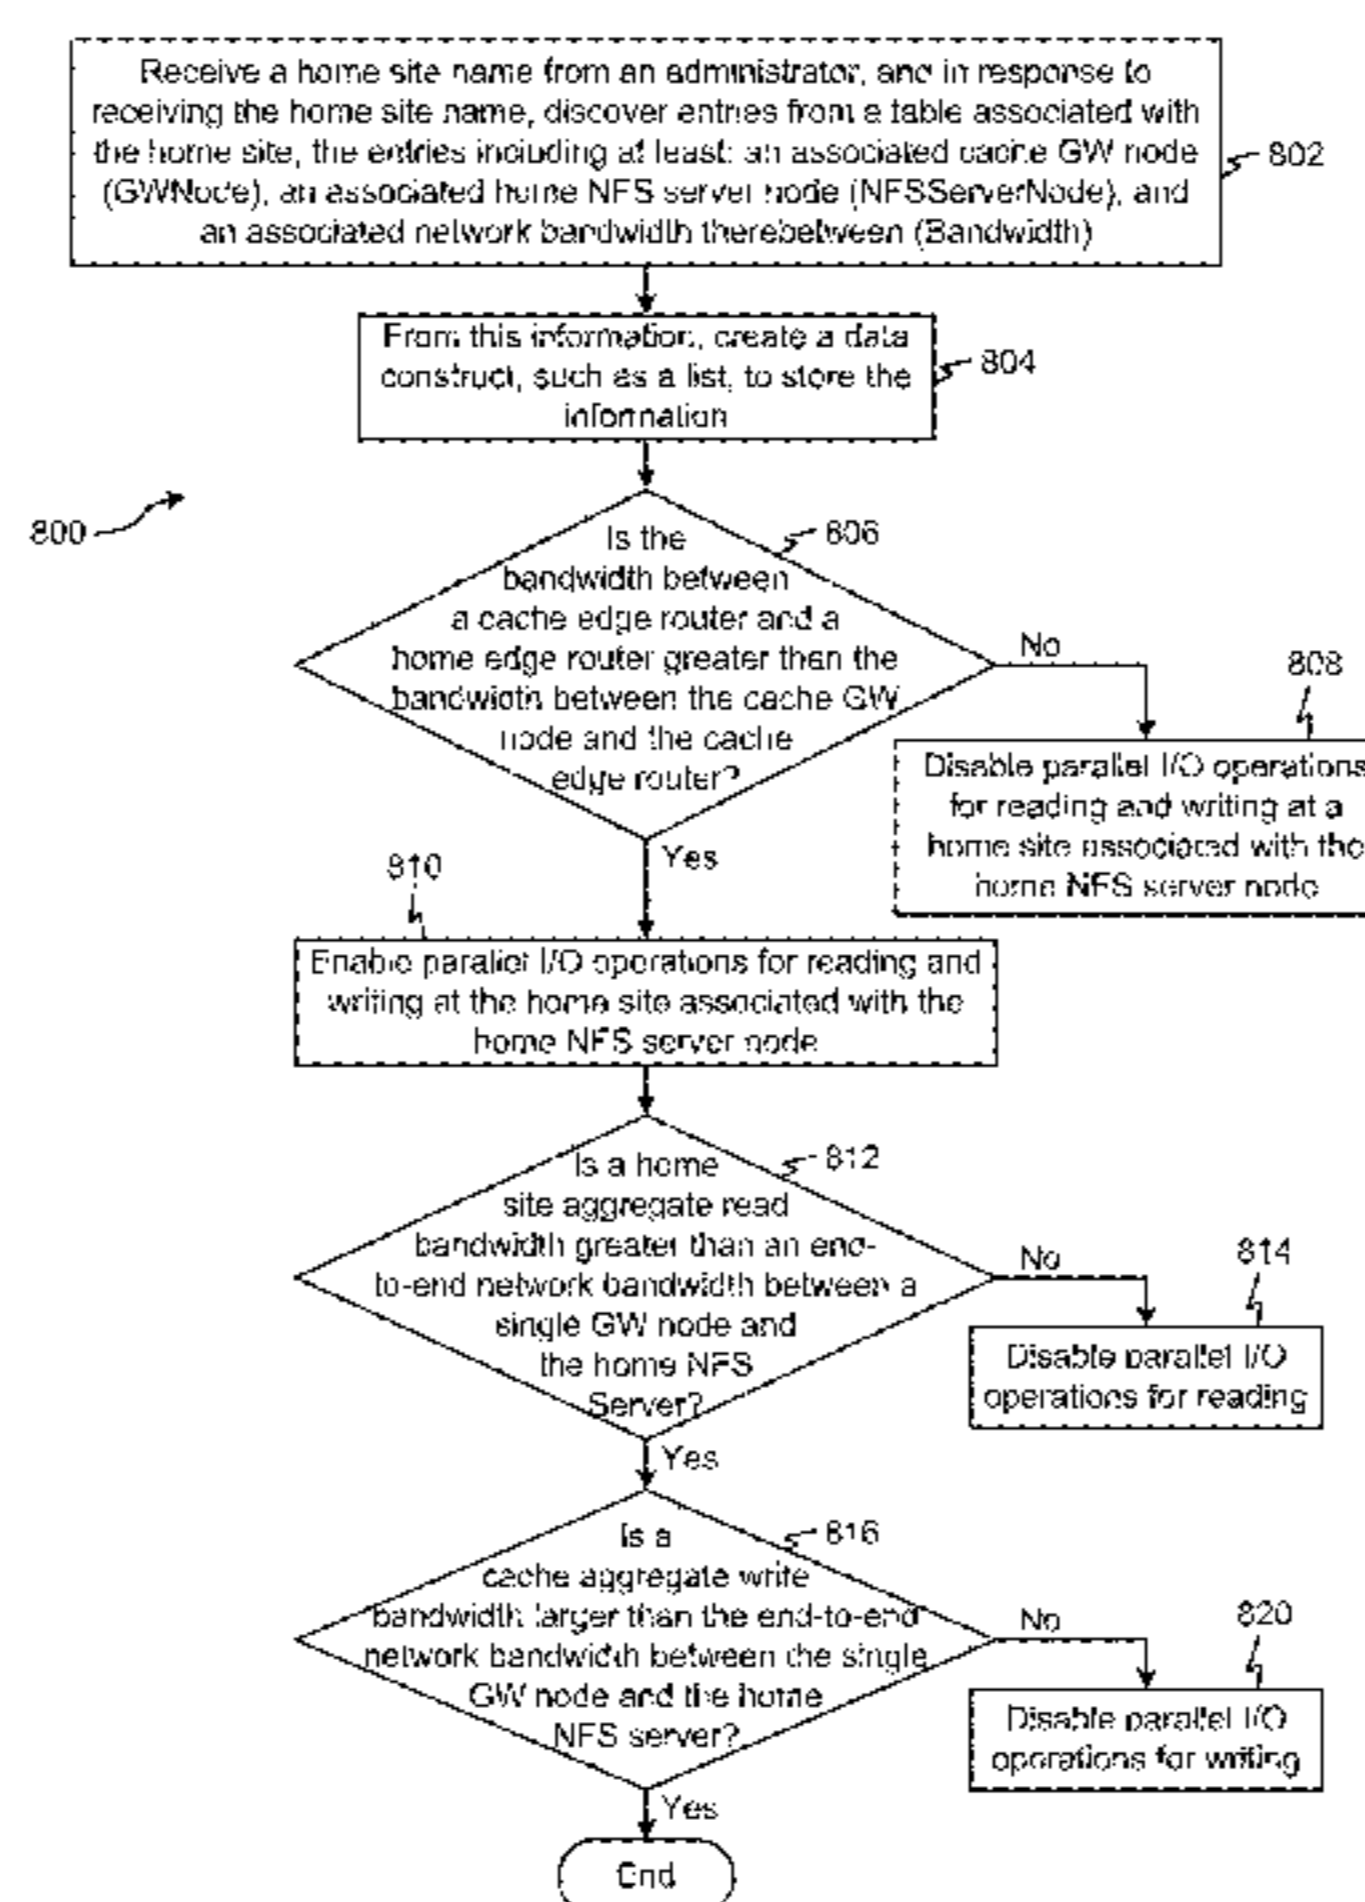 Receive a home site name from an administrator, and in response to
receiving the home site name, discover entries from a table associated with
the home site, the entries including at least: an associated cache GW node
(GWNode), an associated home NFS server node (NFSServerNode), and
an associated network bandwidth therebetween (Bandwidth)
802
From this information, create a data
construct, such as a list, to store the
information
804
800
Is the
bandwidth between
a cache edge router and a
home edge router greater than the
bandwidth between the cache GW
node and the cache
edge router?
806
No
808
Disable parallel I/O operations
for reading and writing at a
home site associated with the
home NFS server node
Yes
810
Enable parallel I/O operations for reading and
writing at the home site associated with the
home NFS server node
Is a home
site aggregate read
bandwidth greater than an end-
to-end network bandwidth between a
single GW node and
the home NFS
Server?
812
No
814
Disable parallel I/O
operations for reading
Yes
Is a
cache aggregate write
bandwidth larger than the end-to-end
network bandwidth between the single
GW node and the home
NFS server?
816
No
820
Disable parallel I/O
operations for writing
Yes
End